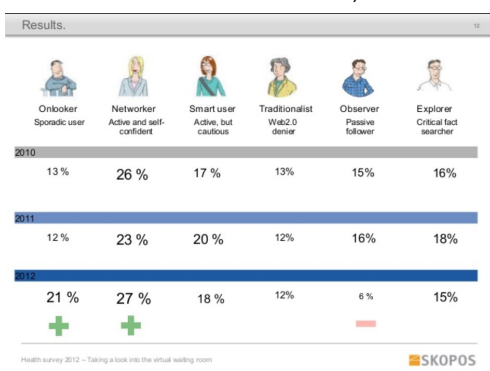 Results.
12
Onlooker Networker Smart user Traditionalist Observer Explorer
Sporadic user Active and self-confident Active, but cautious Web2.0 denier Passive follower Critical fact searcher
2010
13 % 26 % 17 % 13% 15% 16%
2011
12 % 23 % 20 % 12% 16% 18%
2012
21 % 27 % 18 % 12% 6 % 15%
Health survey 2012 – Taking a look into the virtual waiting room
SKOPOS